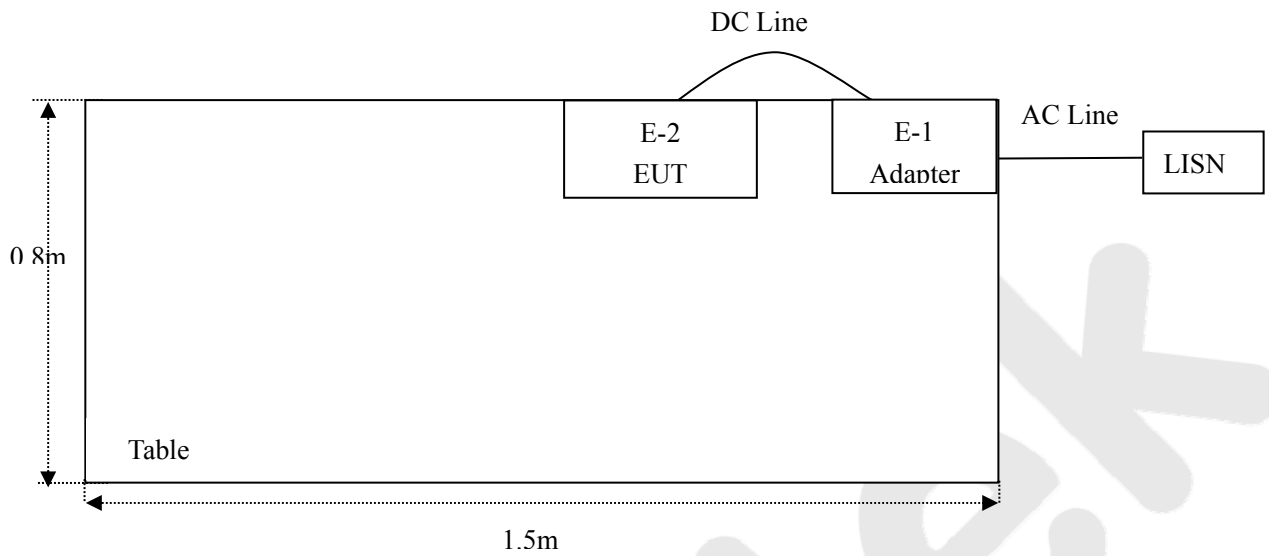 DC Line
AC Line
E-2
EUT
E-1
Adapter
LISN
0.8m
Table
1.5m